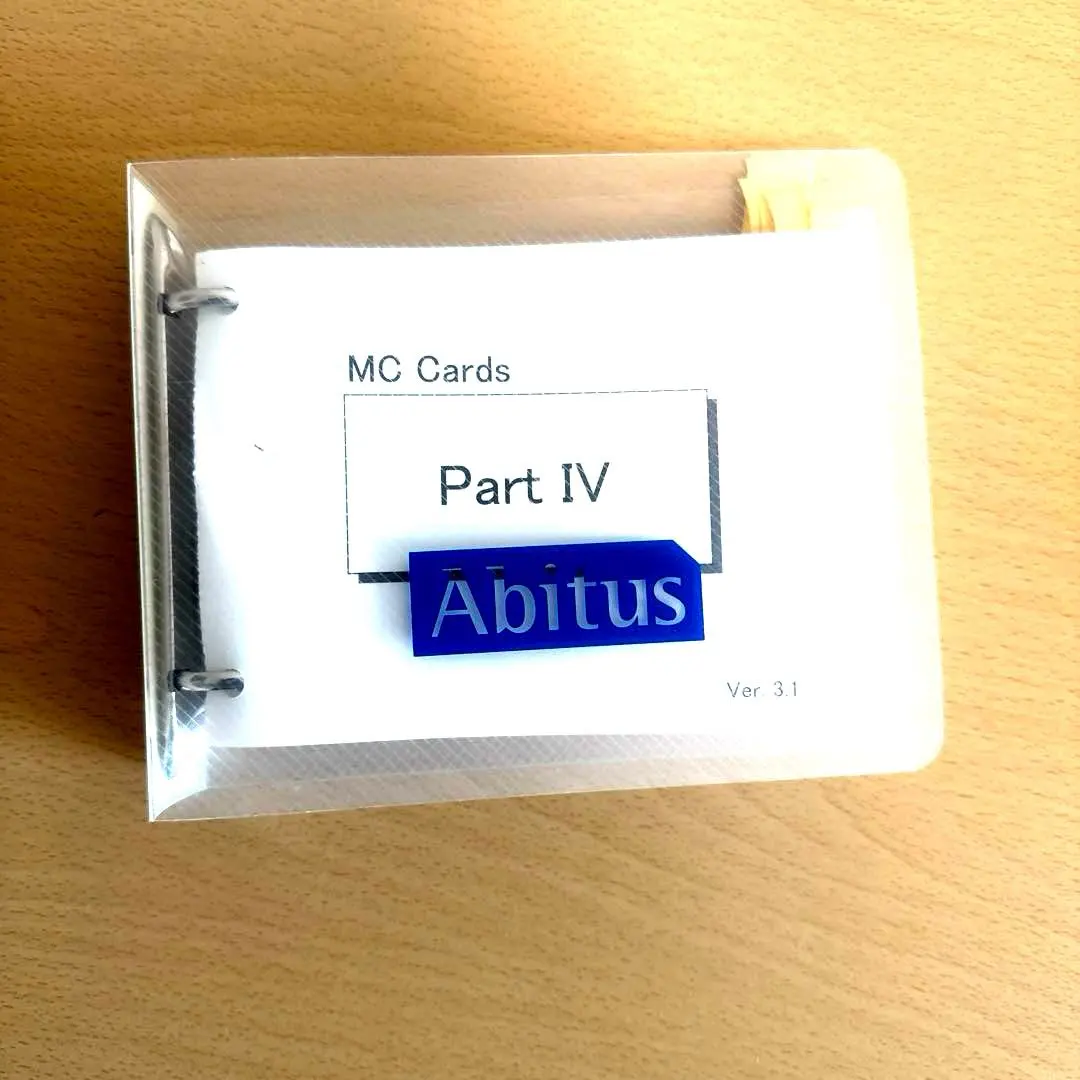 MC Cards
Part IV
Abitus
Ver. 3.1